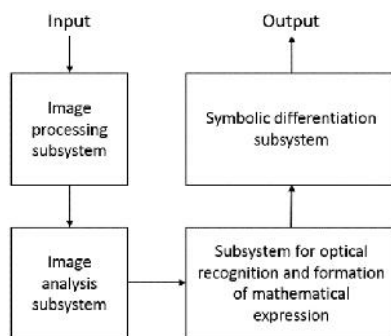 Input
Output
Image
processing
subsystem
Symbolic differentiation
subsystem
Image
analysis
subsystem
Subsystem for optical
recognition and formation
of mathematical
expression